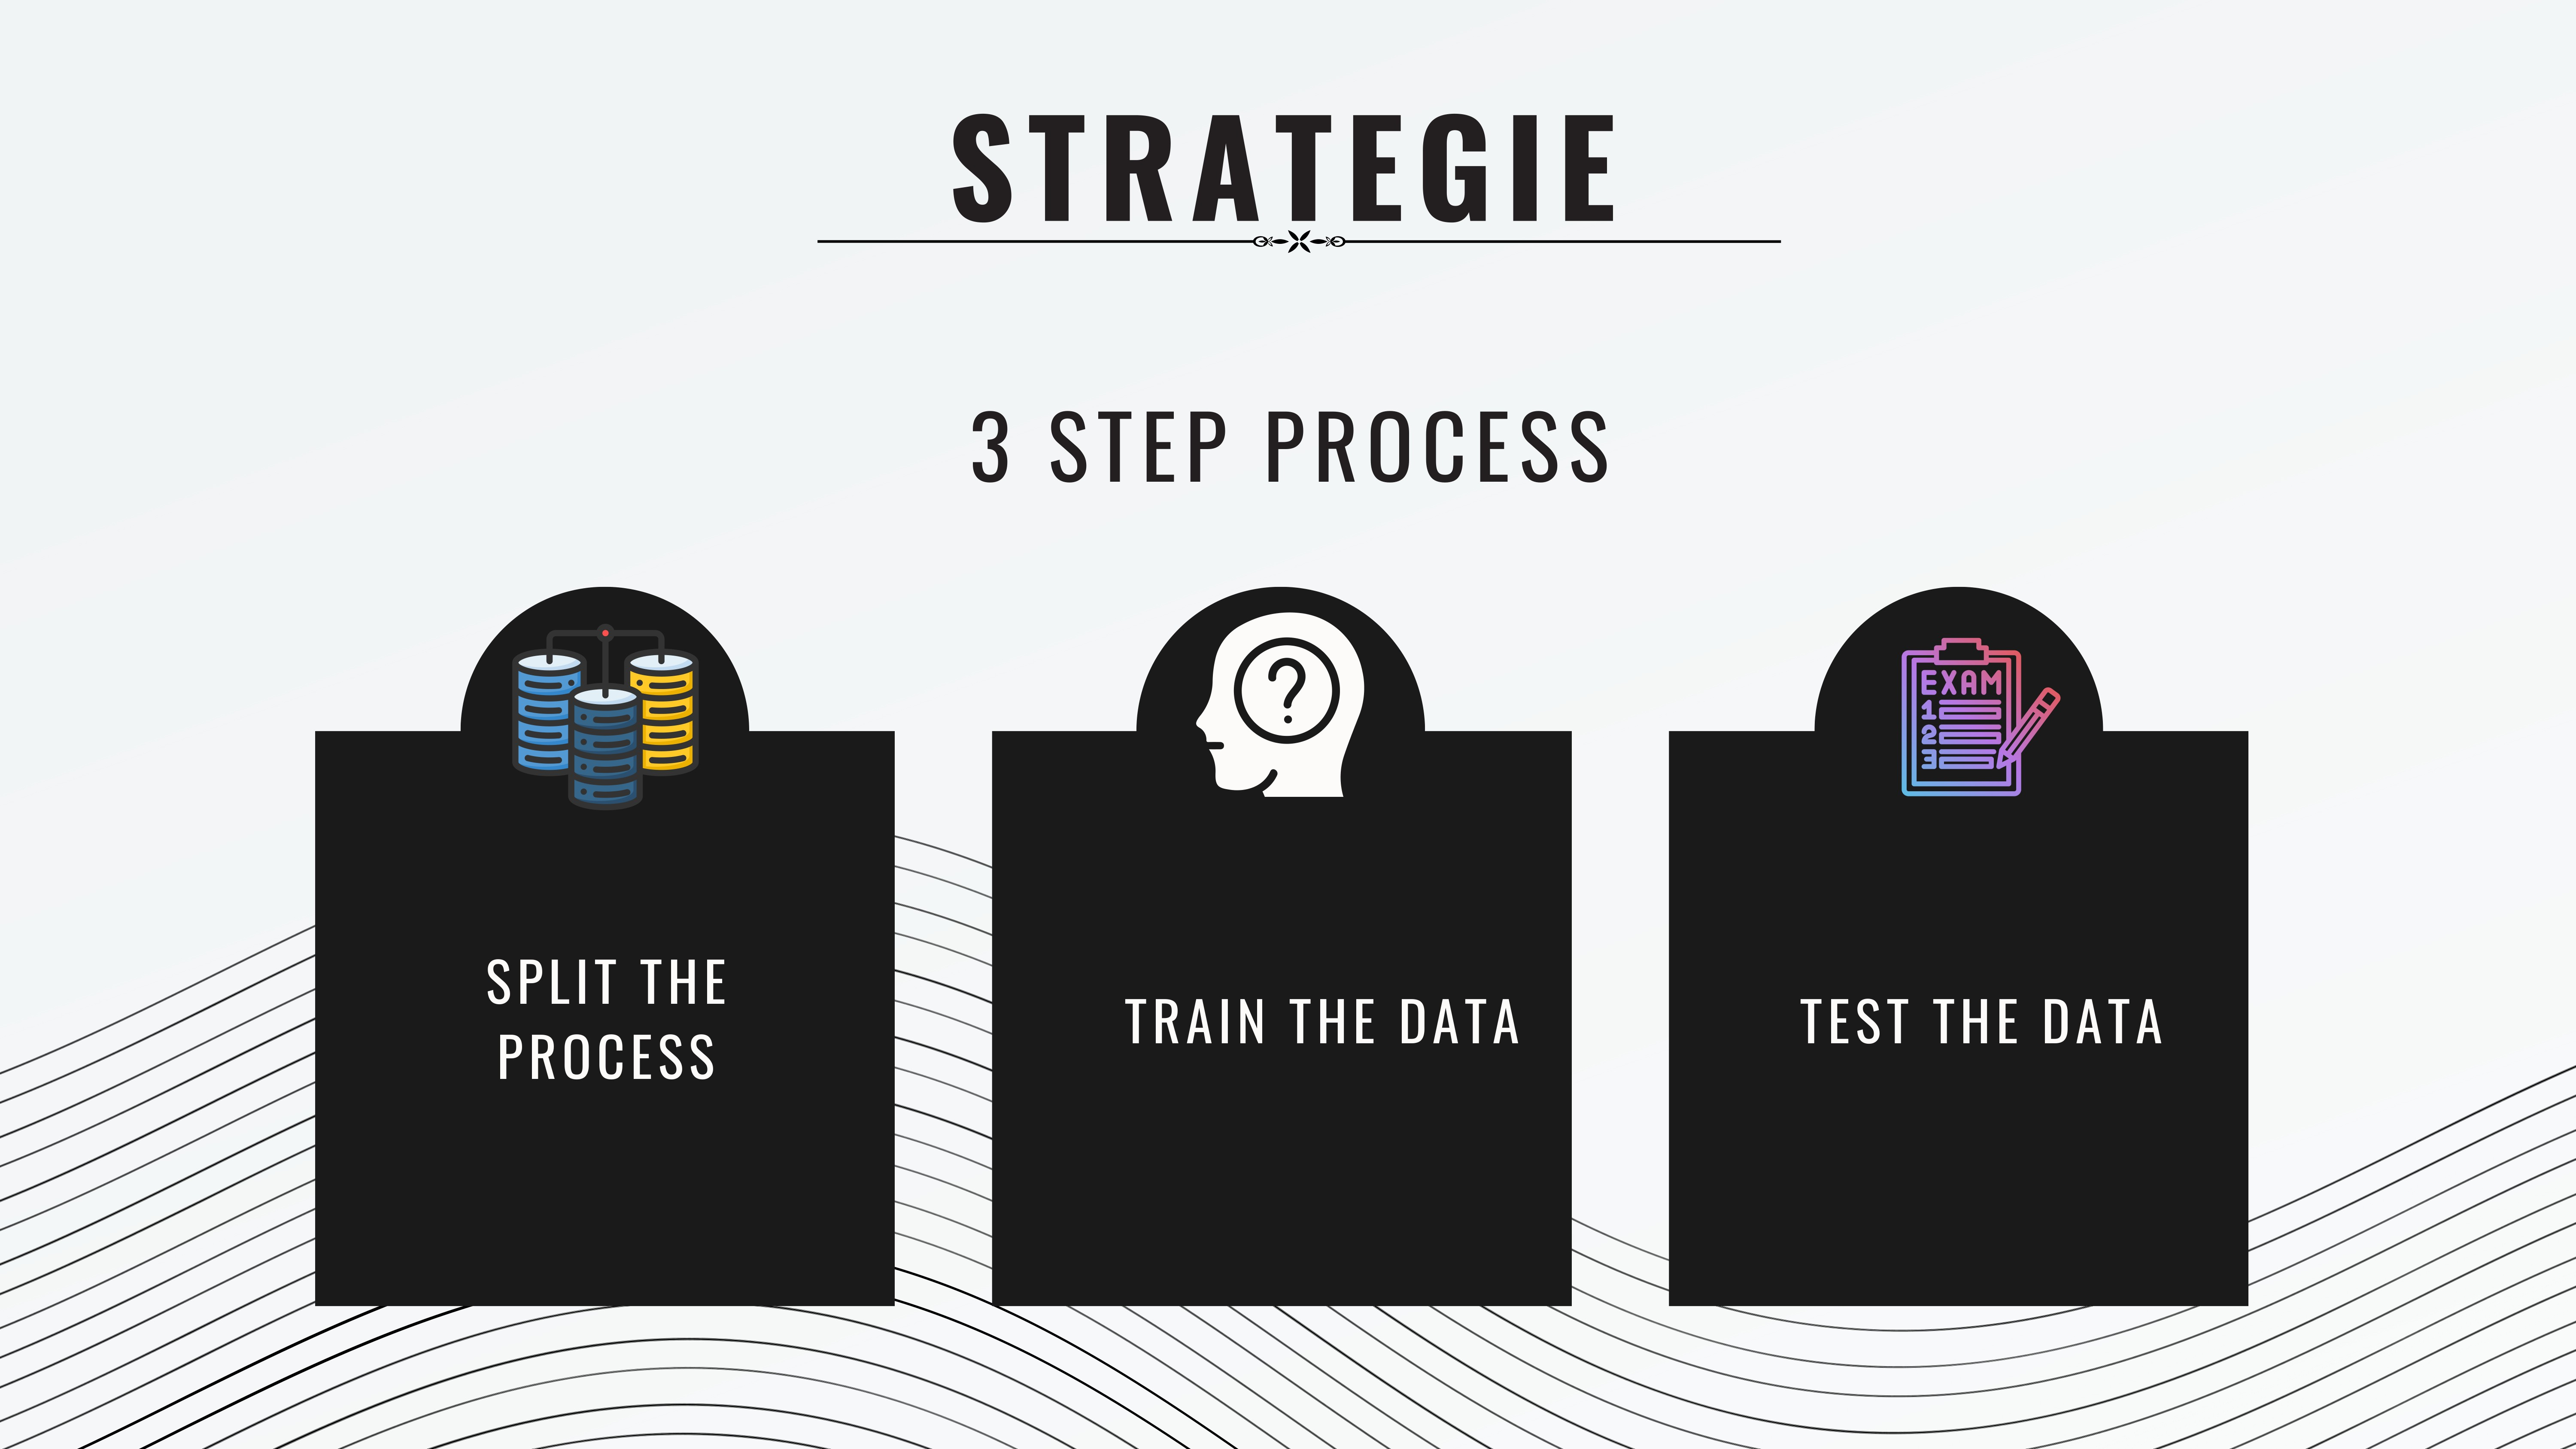 STRATEGIE
3 STEP PROCESS
EXAM
1
2
3
SPLIT THE
PROCESS
TRAIN THE DATA
TEST THE DATA